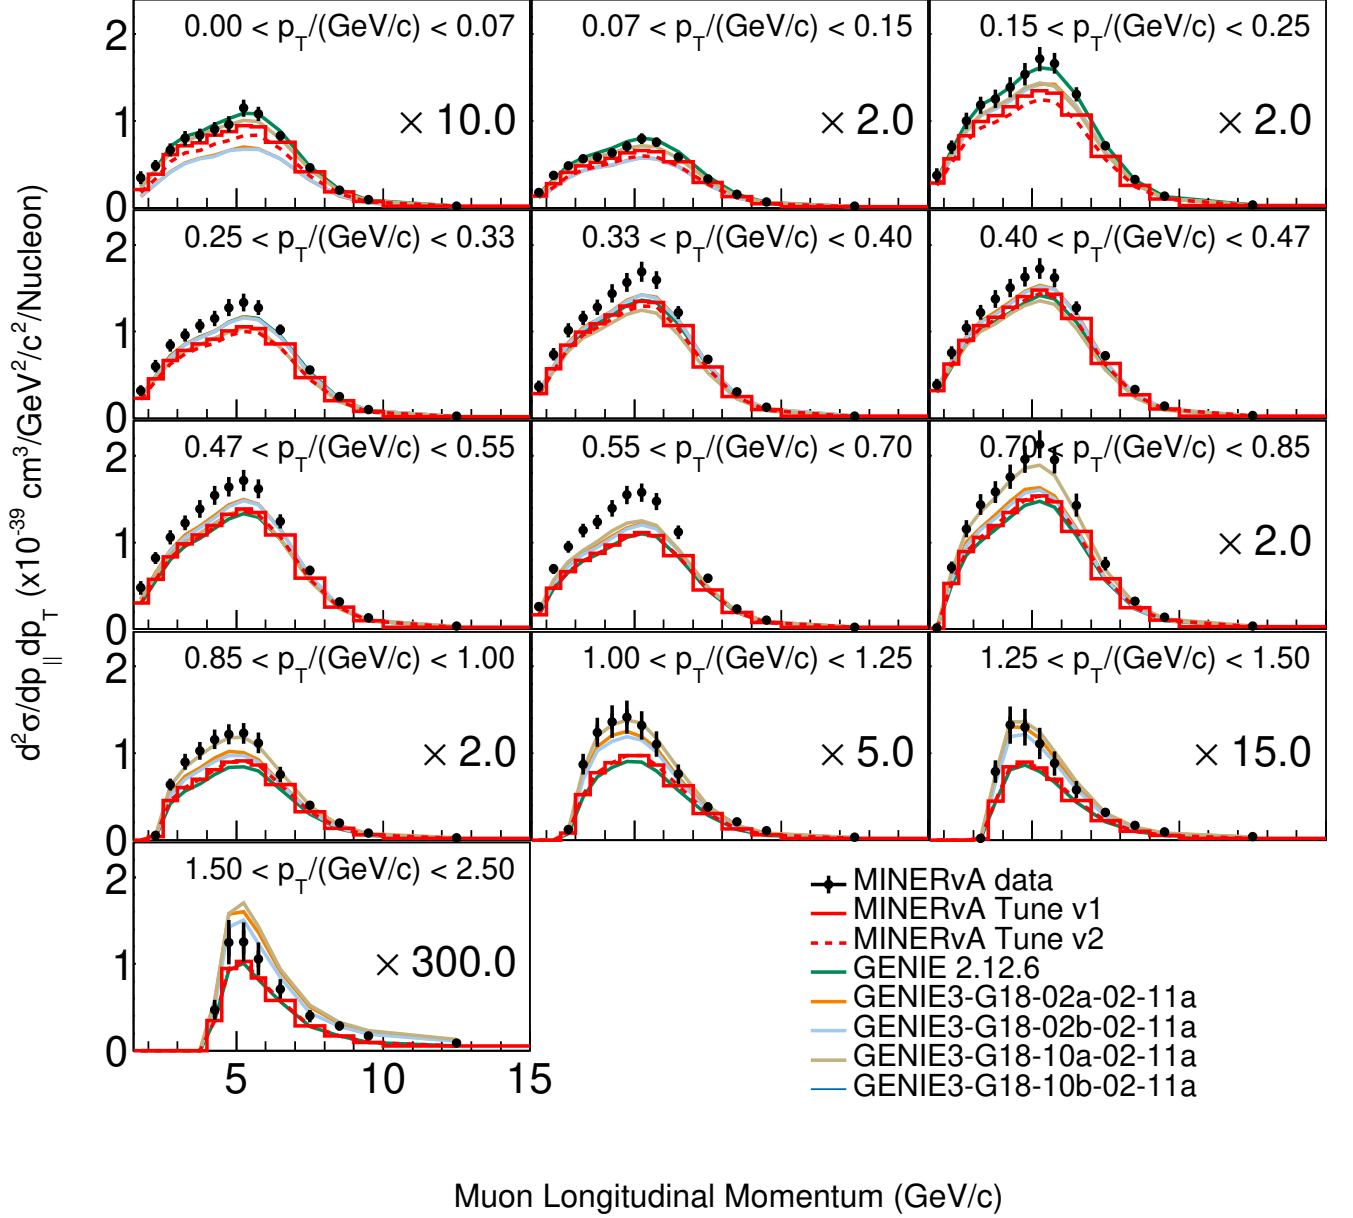 d²σ/dp∥dp_T (x10⁻³⁹ cm³/GeV²/c²/Nucleon)
0.00 < p_T/(GeV/c) < 0.07
× 10.0
0.07 < p_T/(GeV/c) < 0.15
× 2.0
0.15 < p_T/(GeV/c) < 0.25
× 2.0
2
1
0
0.25 < p_T/(GeV/c) < 0.33
0.33 < p_T/(GeV/c) < 0.40
0.40 < p_T/(GeV/c) < 0.47
2
1
0
0.47 < p_T/(GeV/c) < 0.55
0.55 < p_T/(GeV/c) < 0.70
0.70 < p_T/(GeV/c) < 0.85
× 2.0
2
1
0
0.85 < p_T/(GeV/c) < 1.00
× 2.0
1.00 < p_T/(GeV/c) < 1.25
× 5.0
1.25 < p_T/(GeV/c) < 1.50
× 15.0
2
1
0
1.50 < p_T/(GeV/c) < 2.50
× 300.0
2
1
0
5 10 15
MINERvA data
MINERvA Tune v1
MINERvA Tune v2
GENIE 2.12.6
GENIE3-G18-02a-02-11a
GENIE3-G18-02b-02-11a
GENIE3-G18-10a-02-11a
GENIE3-G18-10b-02-11a
Muon Longitudinal Momentum (GeV/c)